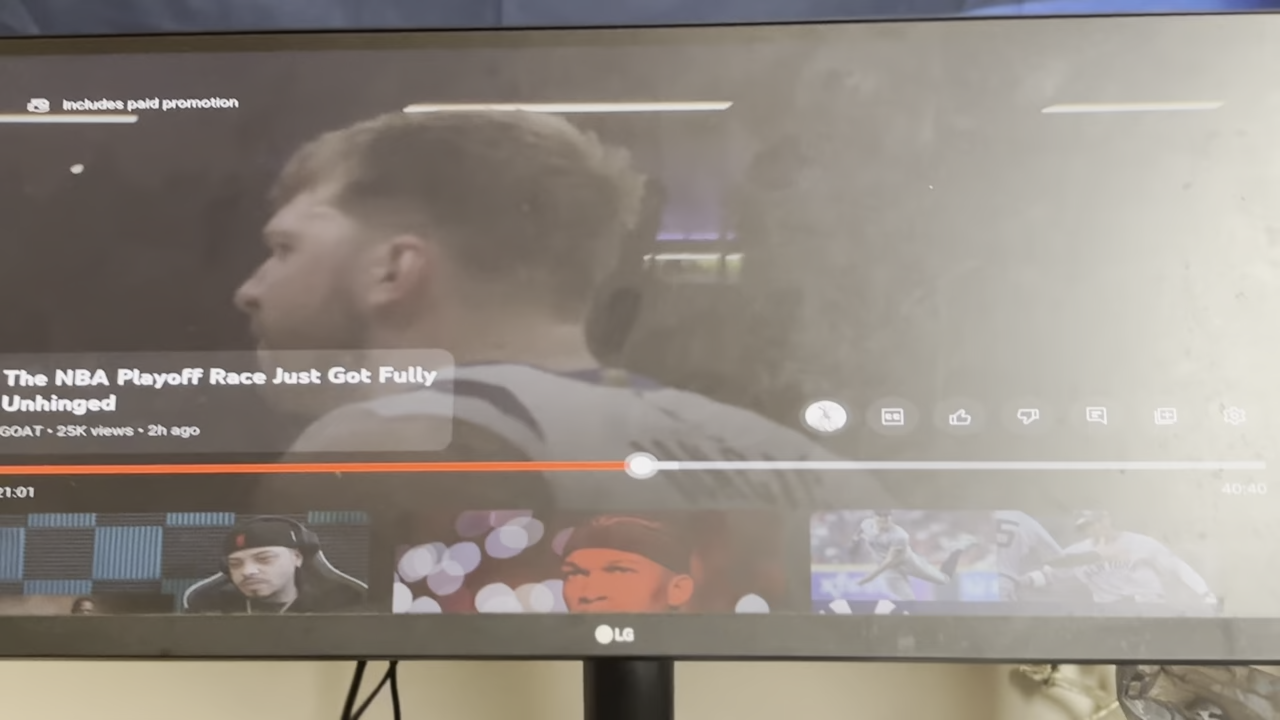 Includes paid promotion
The NBA Playoff Race Just Got Fully
Unhinged
GOAT • 25K views • 2h ago
21:01
40:40
CC
LG